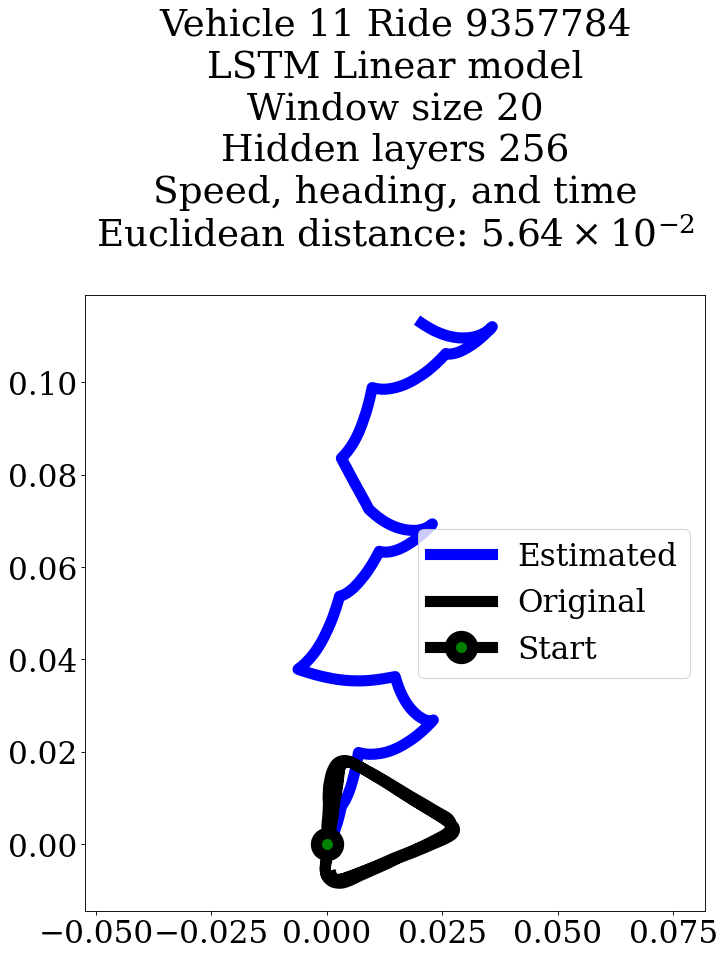 Vehicle 11 Ride 9357784
LSTM Linear model
Window size 20
Hidden layers 256
Speed, heading, and time
Euclidean distance: 5.64 × 10⁻²
0.10
0.08
0.06
0.04
0.02
0.00
Estimated
Original
Start
−0.050 −0.025 0.000 0.025 0.050 0.075